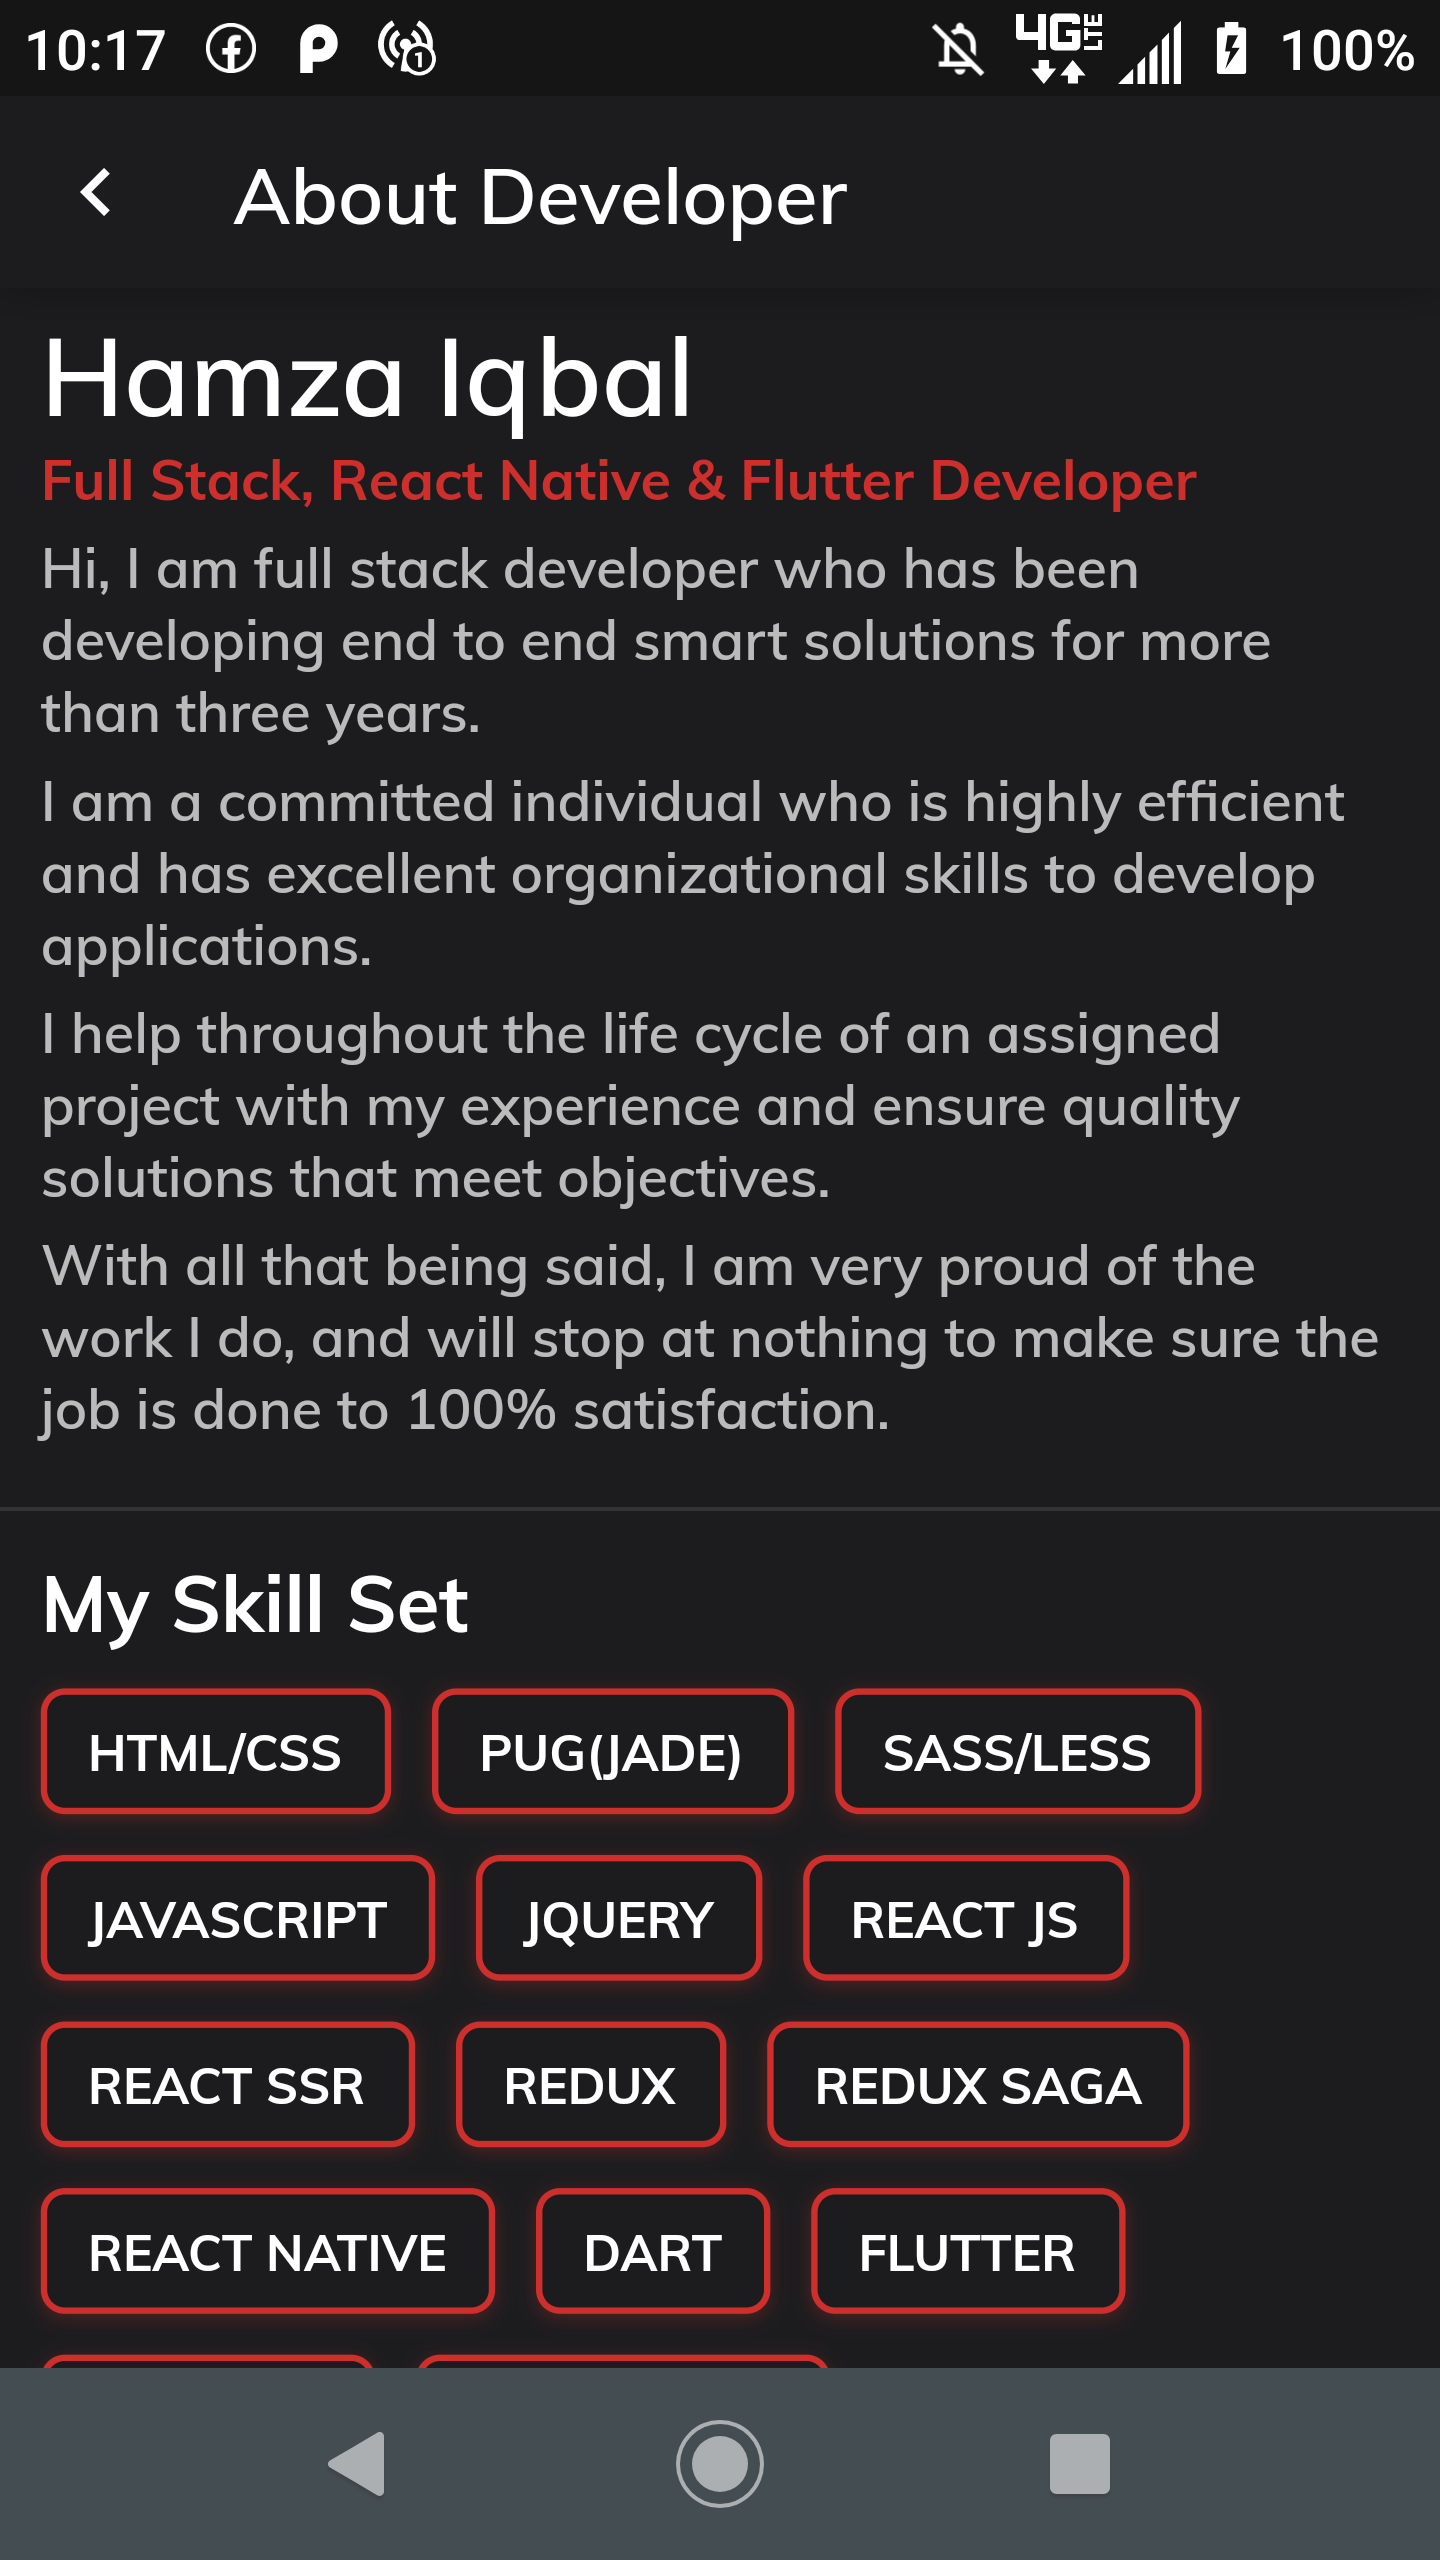 10:17
4G LTE
100%
About Developer
Hamza Iqbal
Full Stack, React Native & Flutter Developer
Hi, I am full stack developer who has been
developing end to end smart solutions for more
than three years.
I am a committed individual who is highly efficient
and has excellent organizational skills to develop
applications.
I help throughout the life cycle of an assigned
project with my experience and ensure quality
solutions that meet objectives.
With all that being said, I am very proud of the
work I do, and will stop at nothing to make sure the
job is done to 100% satisfaction.
My Skill Set
HTML/CSS PUG(JADE) SASS/LESS
JAVASCRIPT JQUERY REACT JS
REACT SSR REDUX REDUX SAGA
REACT NATIVE DART FLUTTER